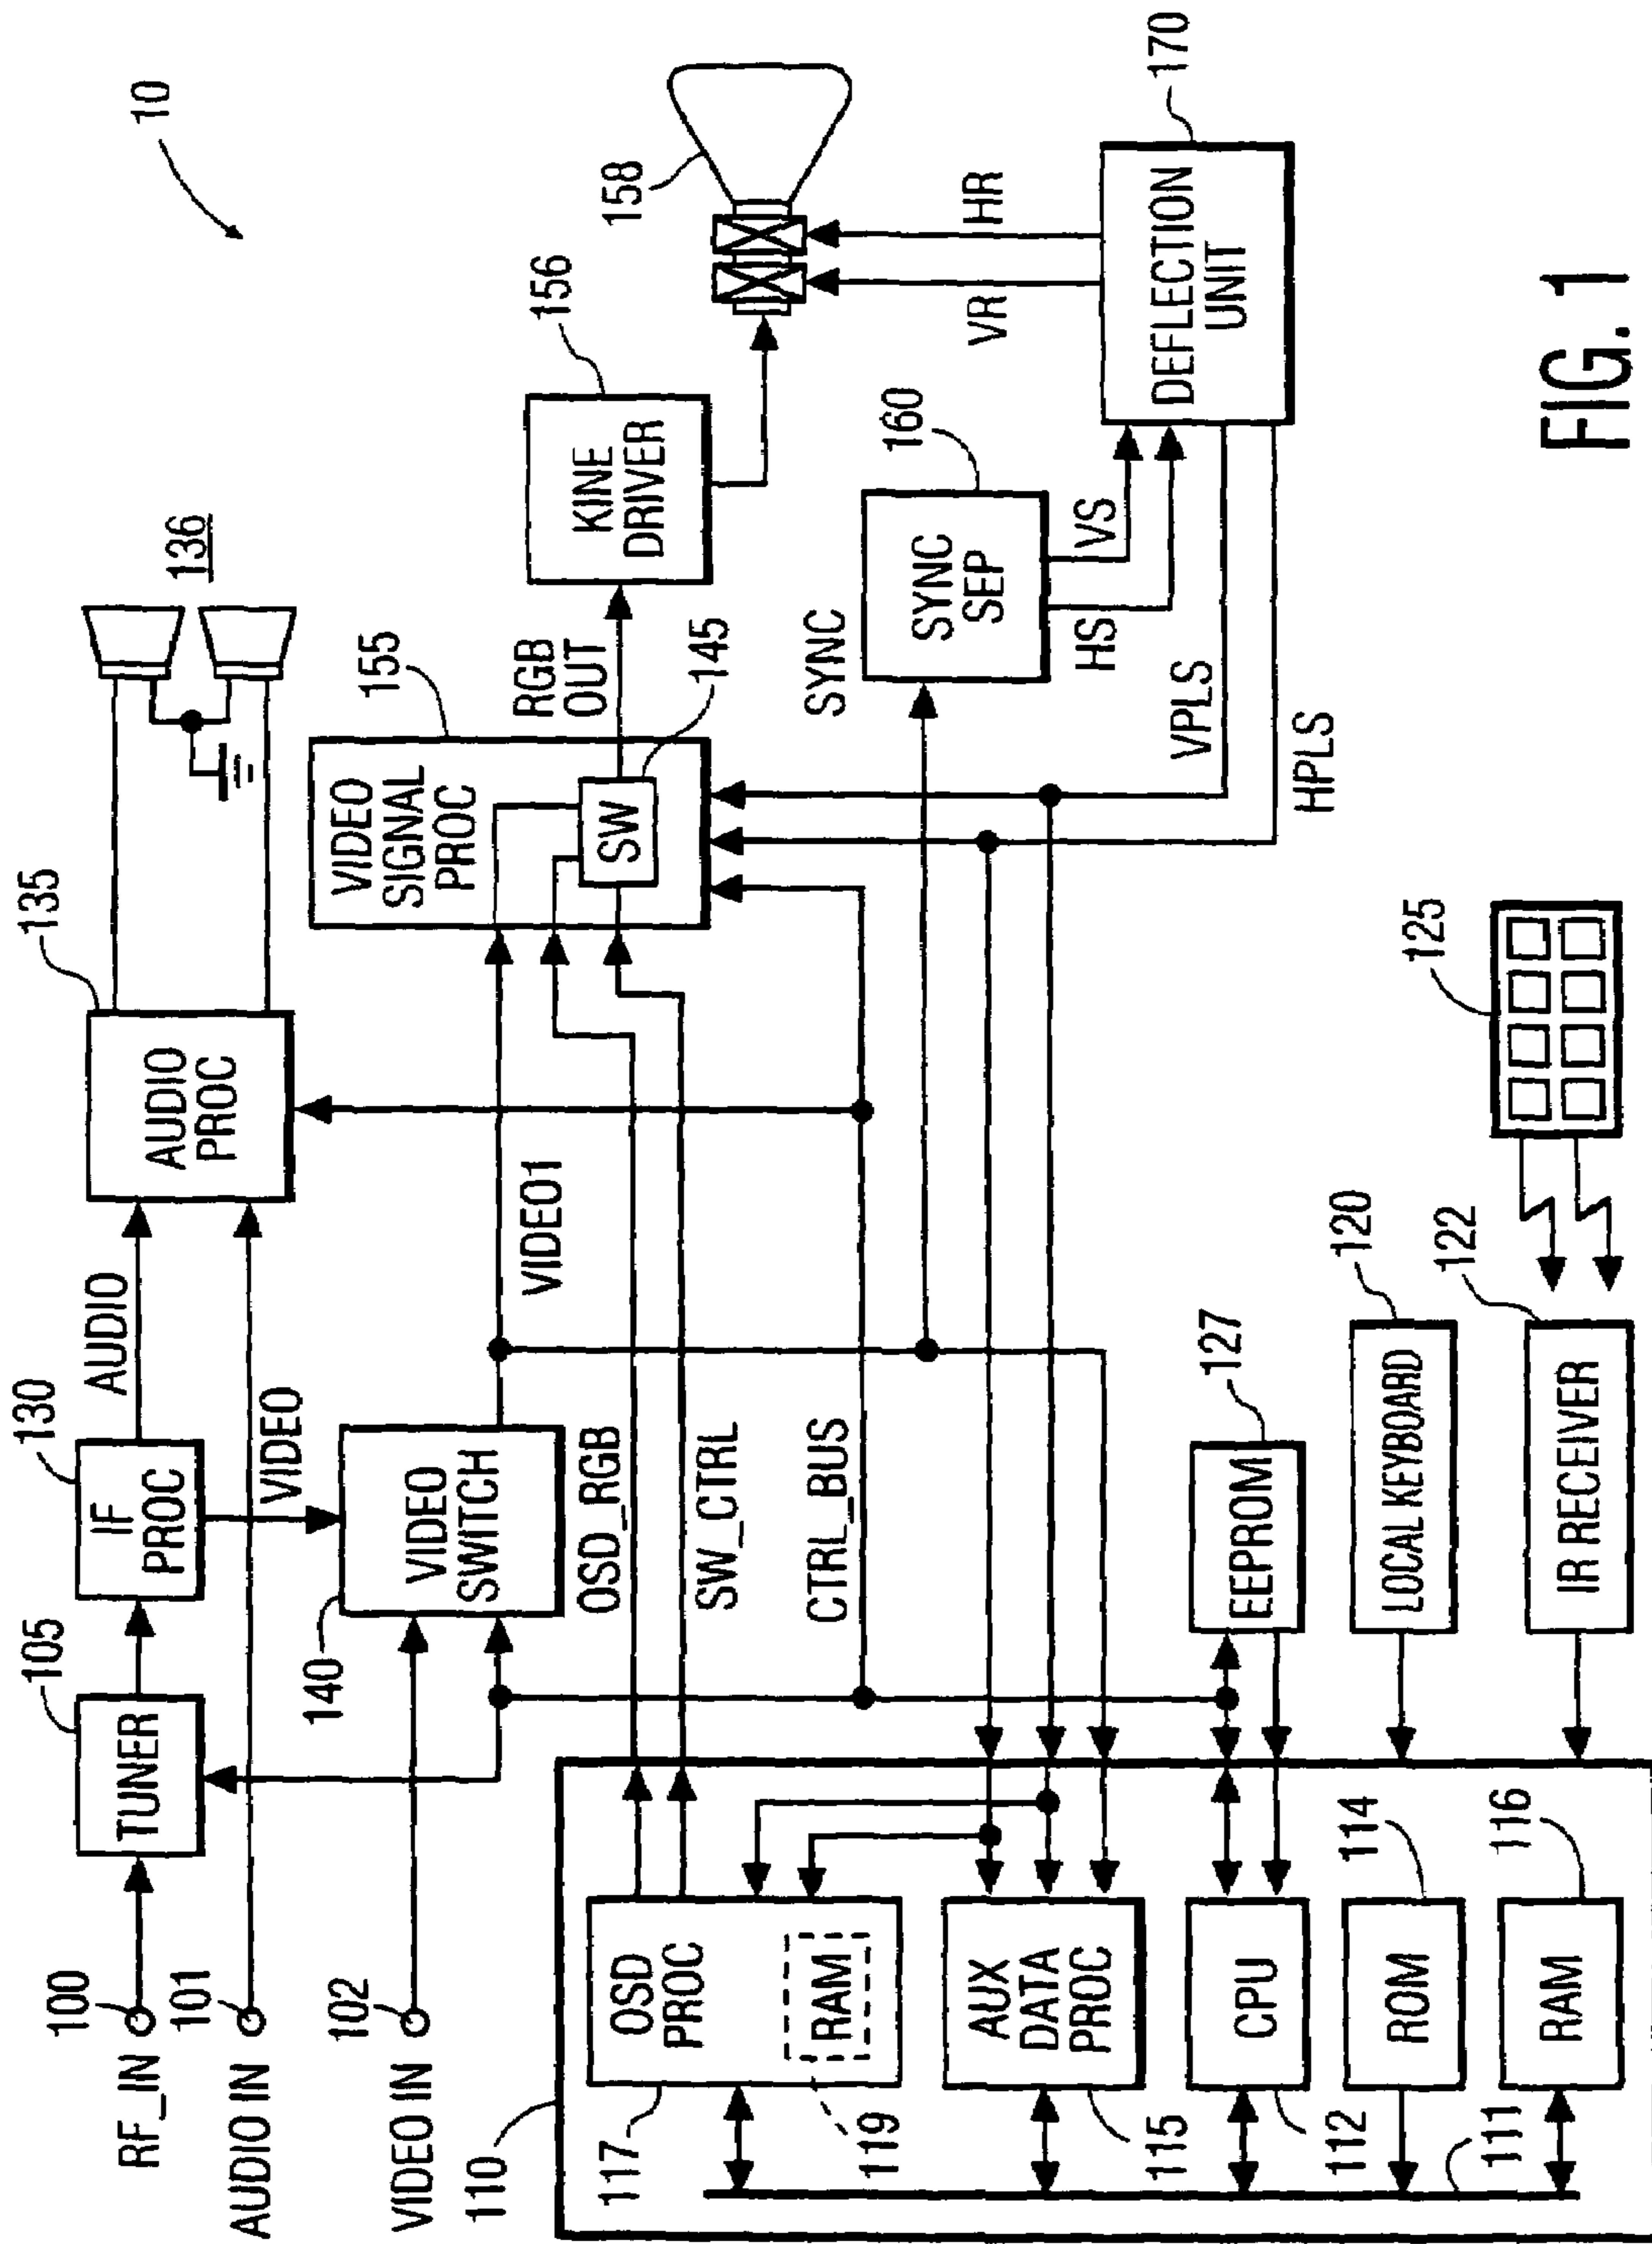 10
136
135
AUDIO
PROC
AUDIO
130
IF
PROC
105
TUNER
100
RF_IN
101
AUDIO IN
102
VIDEO IN
VIDEO
140
VIDEO
SWITCH
VIDEO1
155
VIDEO
SIGNAL
PROC
SW
145
RGB
OUT
156
KINE
DRIVER
158
OSD_RGB
SW_CTRL
CTRL_BUS
SYNC
160
SYNC
SEP
VS
HS
VR
HR
170
DEFLECTION
UNIT
VPLS
HPLS
110
117
OSD
PROC
RAM
119
AUX
DATA
PROC
115
CPU
112
ROM
114
RAM
116
111
127
EEPROM
120
LOCAL KEYBOARD
122
IR RECEIVER
125
FIG. 1